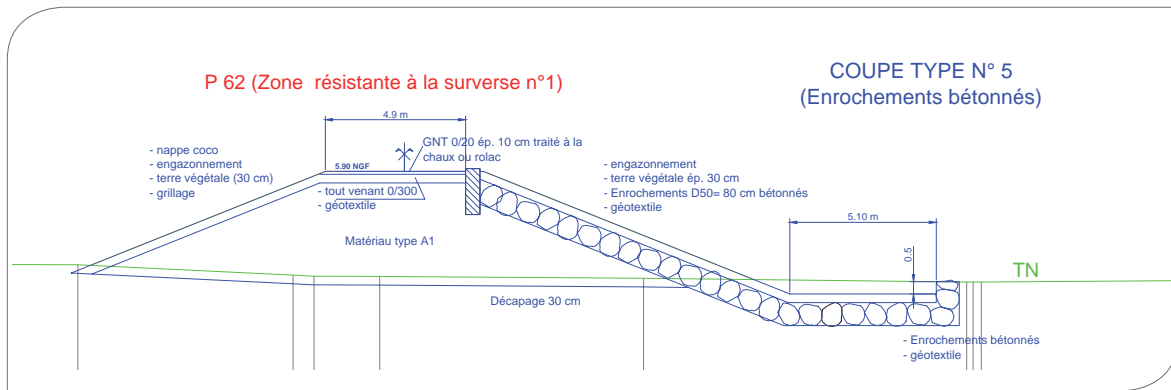 P 62 (Zone résistante à la surverse n°1)
COUPE TYPE N° 5
(Enrochements bétonnés)
4.9 m
GNT 0/20 ép. 10 cm traité à la
chaux ou rolac
- nappe coco
- engazonnement
- terre végétale (30 cm)
- grillage
5.90 NGF
- tout venant 0/300
- géotextile
- engazonnement
- terre végétale ép. 30 cm
- Enrochements D50= 80 cm bétonnés
- géotextile
5.10 m
0.5
Matériau type A1
TN
Décapage 30 cm
- Enrochements bétonnés
- géotextile